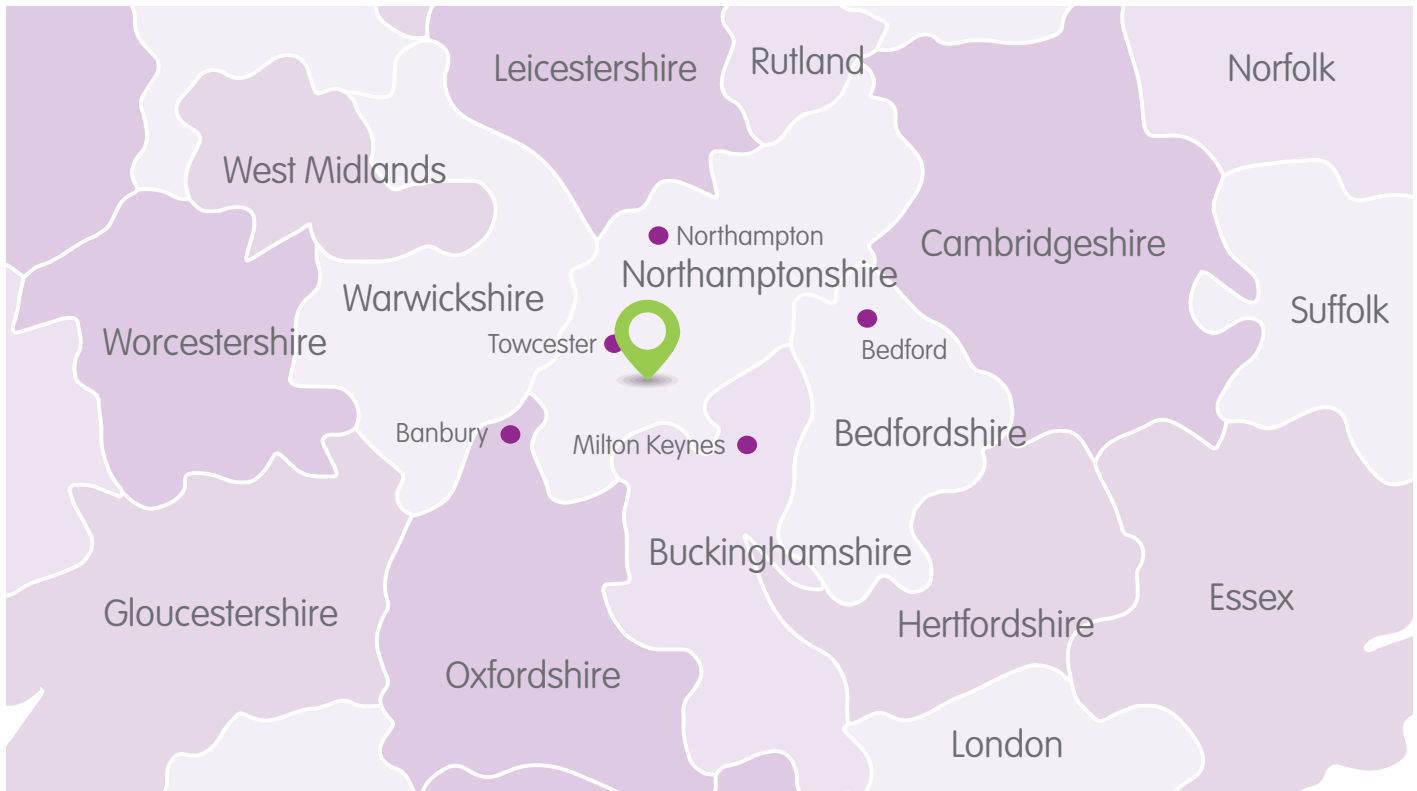 Leicestershire
Rutland
Norfolk
West Midlands
Northampton
Cambridgeshire
Northamptonshire
Warwickshire
Suffolk
Worcestershire
Towcester
Bedford
Banbury
Milton Keynes
Bedfordshire
Buckinghamshire
Essex
Gloucestershire
Hertfordshire
Oxfordshire
London